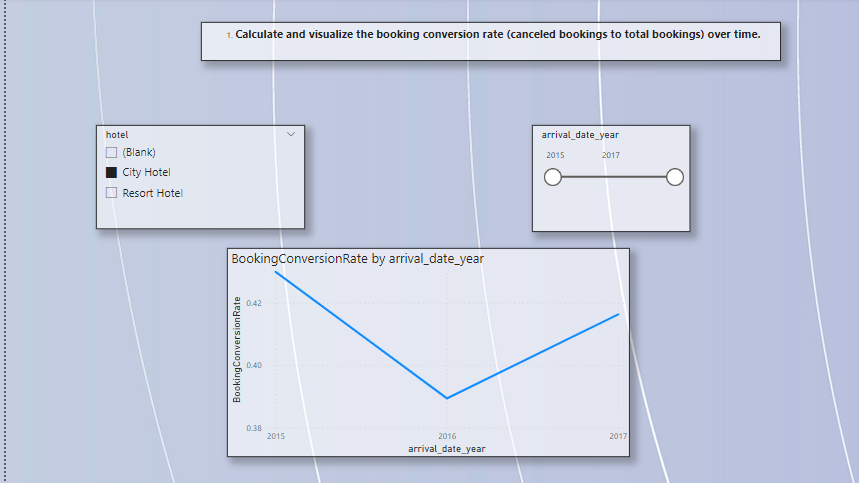 1. Calculate and visualize the booking conversion rate (canceled bookings to total bookings) over time.
hotel
(Blank)
City Hotel
Resort Hotel
arrival_date_year
2015 2017
BookingConversionRate by arrival_date_year
BookingConversionRate
0.42
0.40
0.38
2015 2016 2017
arrival_date_year